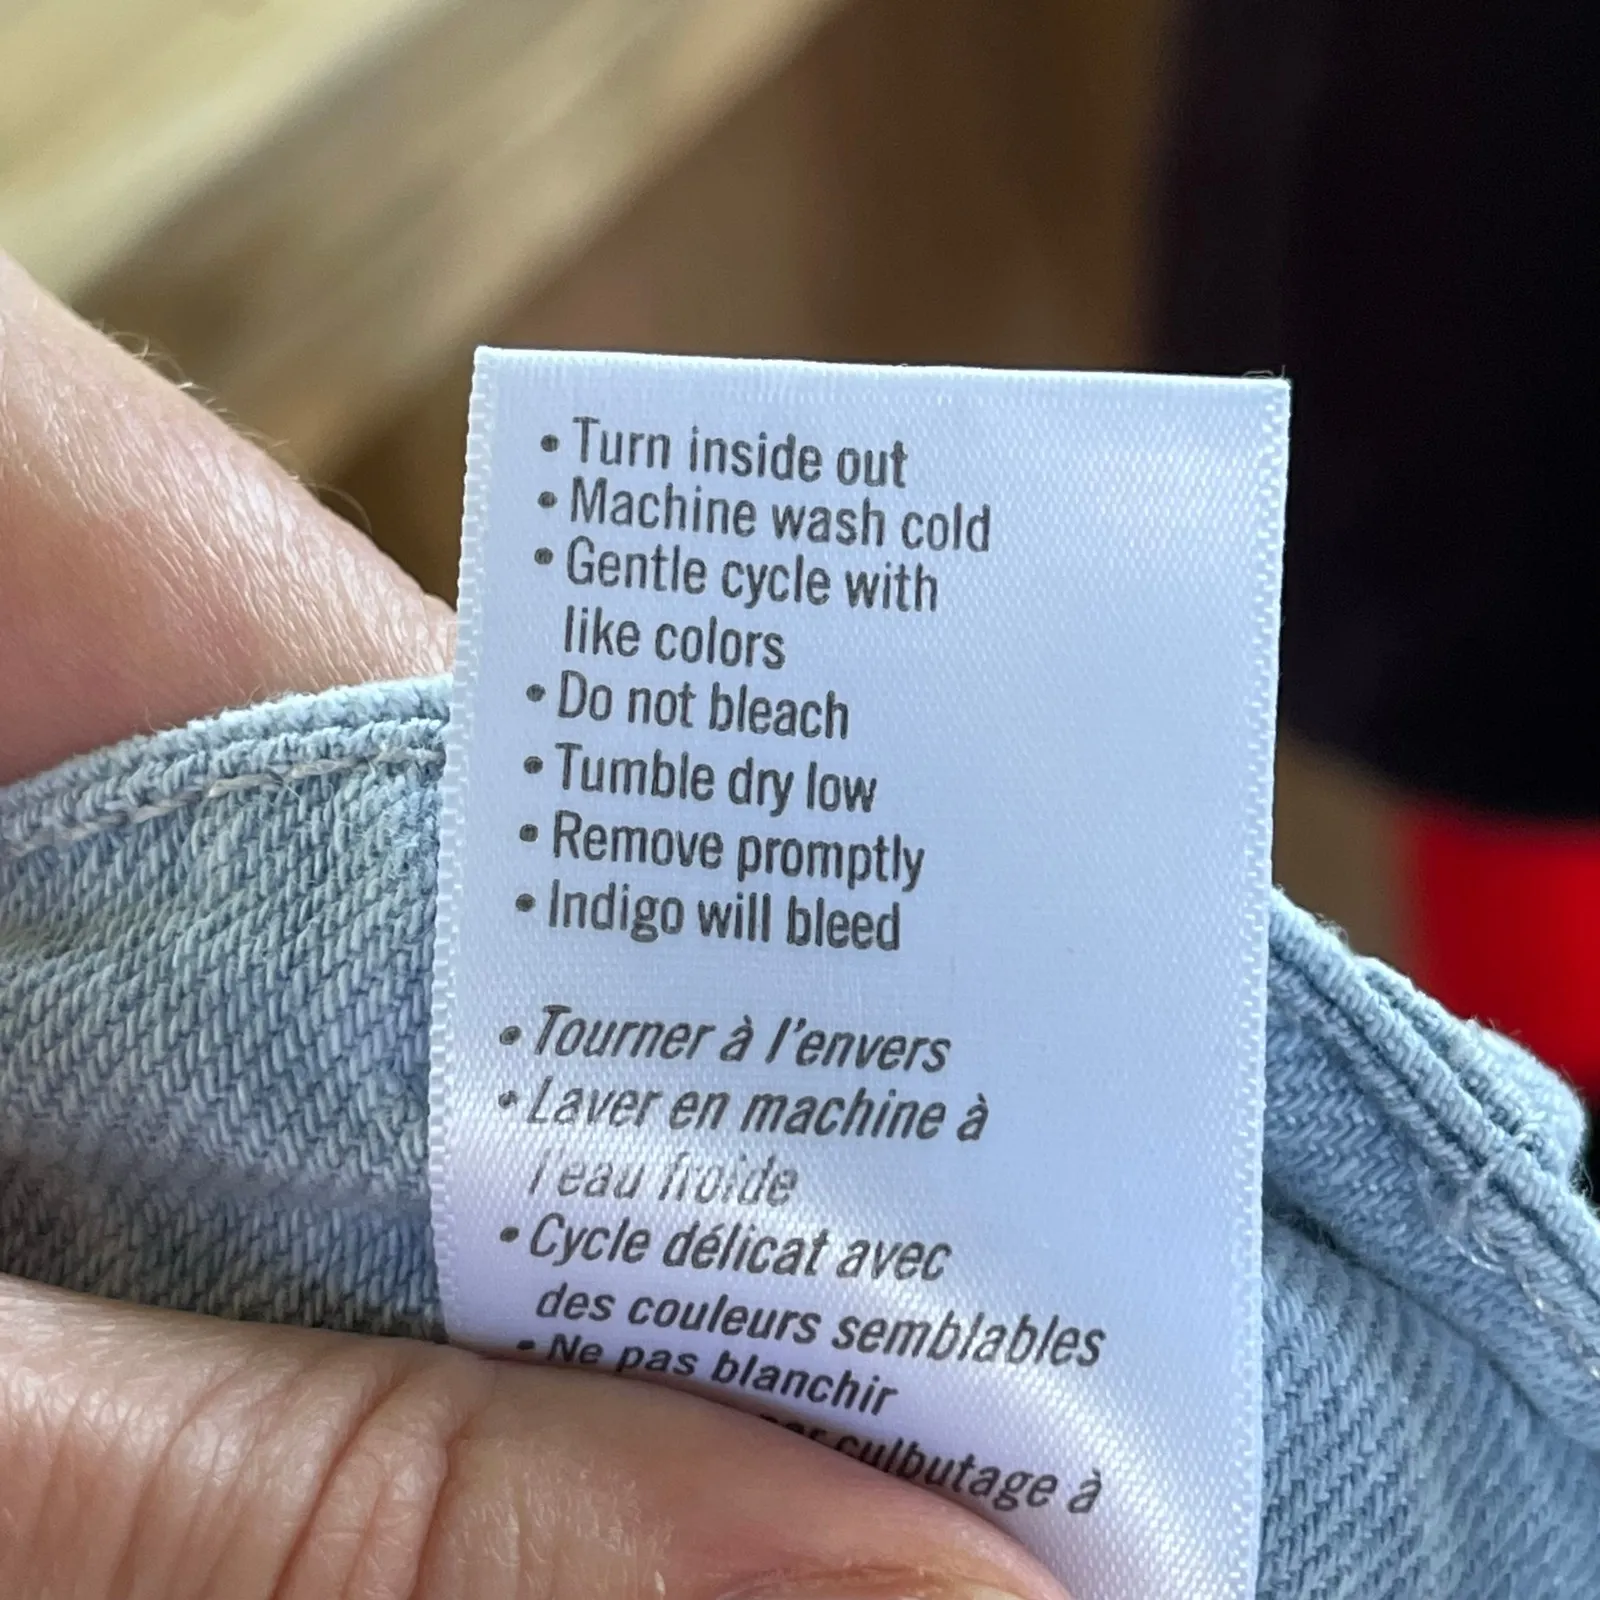 • Turn inside out
• Machine wash cold
• Gentle cycle with
like colors
• Do not bleach
• Tumble dry low
• Remove promptly
• Indigo will bleed
• Tourner à l'envers
• Laver en machine à
l'eau froide
• Cycle délicat avec
des couleurs semblables
• Ne pas blanchir
culbutage à